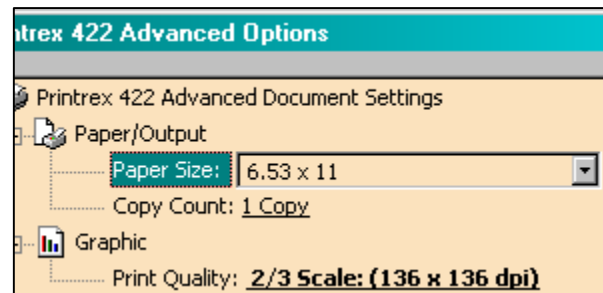 ntrex 422 Advanced Options
Printrex 422 Advanced Document Settings
Paper/Output
Paper Size: 6.53 x 11
Copy Count: 1 Copy
Graphic
Print Quality: 2/3 Scale: (136 x 136 dpi)